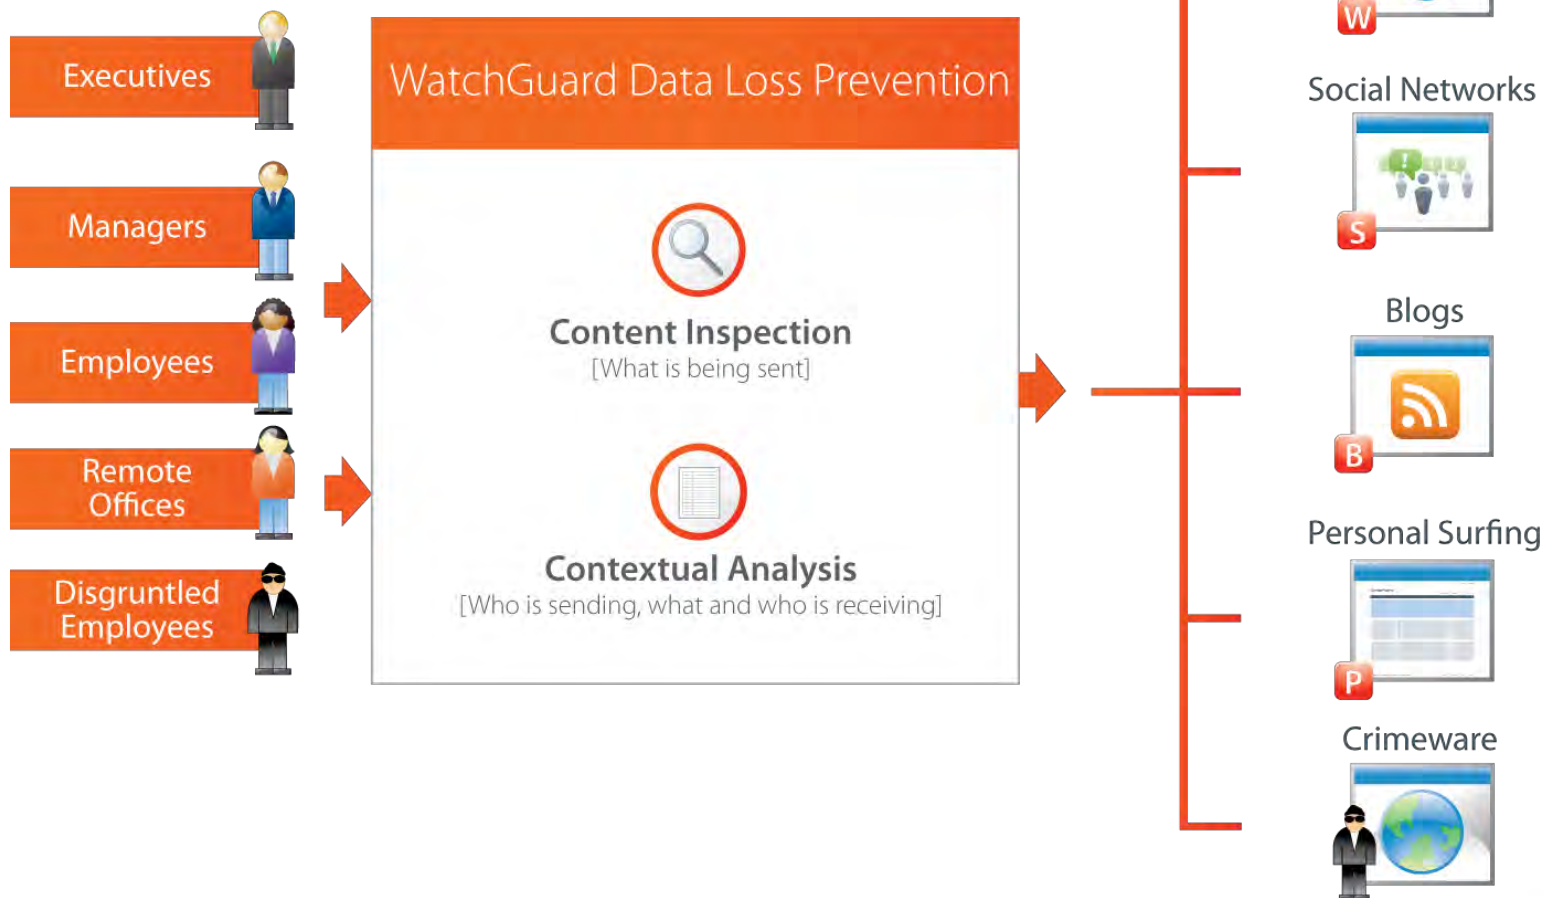 Executives
Managers
Employees
Remote
Offices
Disgruntled
Employees
WatchGuard Data Loss Prevention
Content Inspection
[What is being sent]
Contextual Analysis
[Who is sending, what and who is receiving]
W
Social Networks
!
S
Blogs
B
Personal Surfing
P
Crimeware